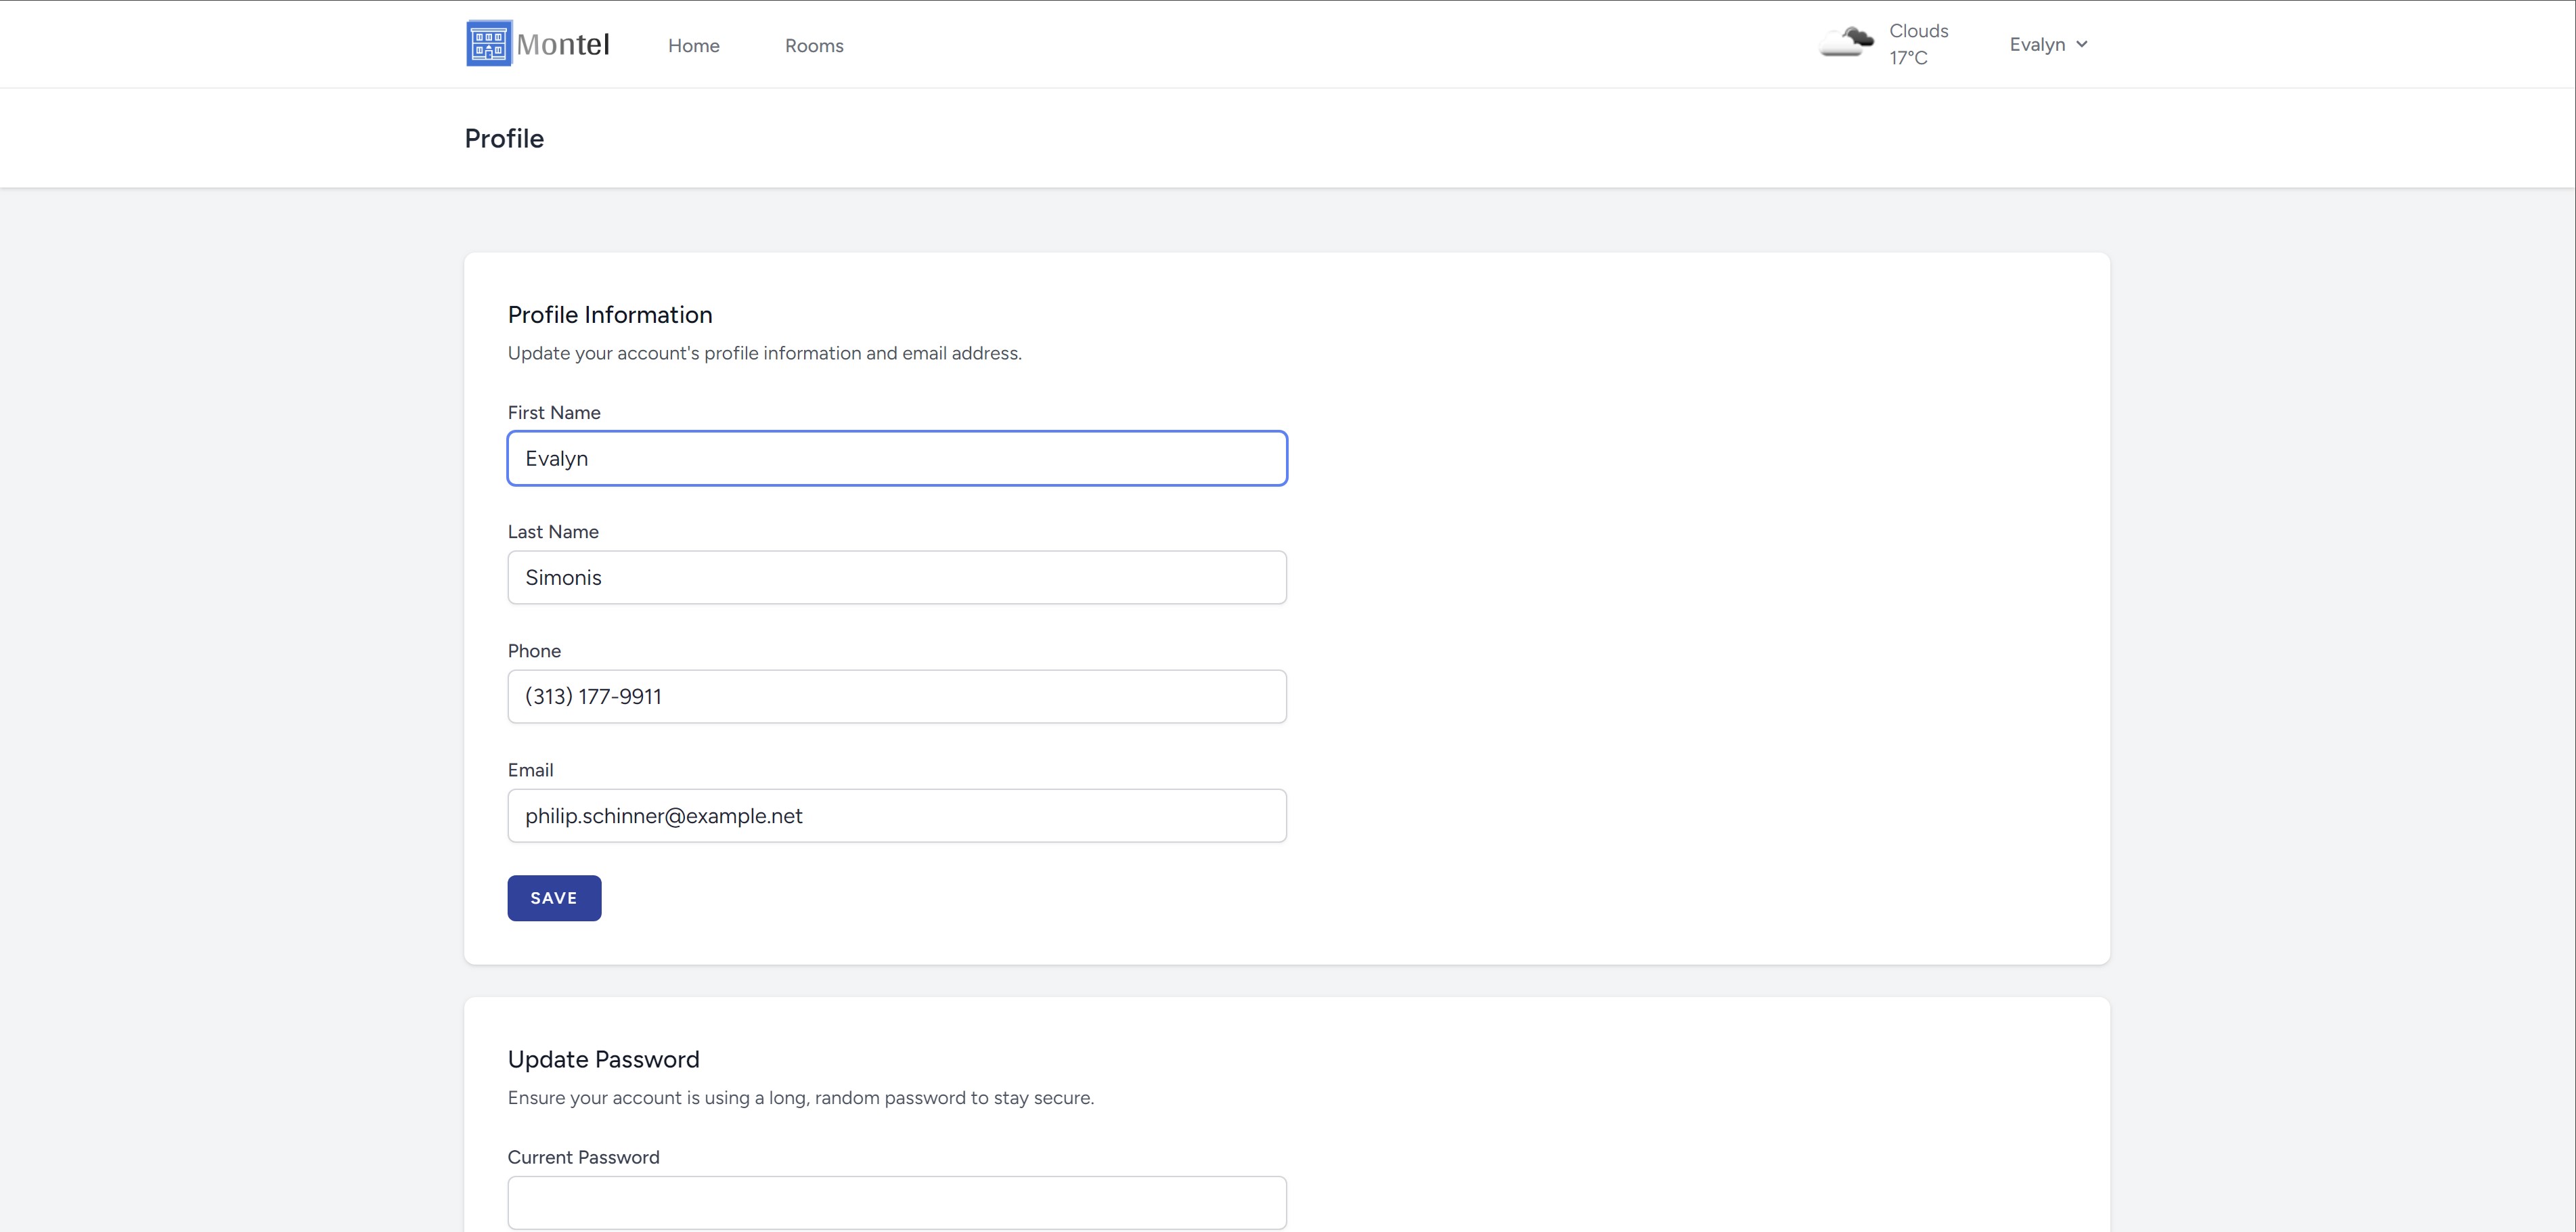 Montel
Home
Rooms
Clouds
17°C
Evalyn
Profile
Profile Information
Update your account's profile information and email address.
First Name
Evalyn
Last Name
Simonis
Phone
(313) 177-9911
Email
philip.schinner@example.net
SAVE
Update Password
Ensure your account is using a long, random password to stay secure.
Current Password